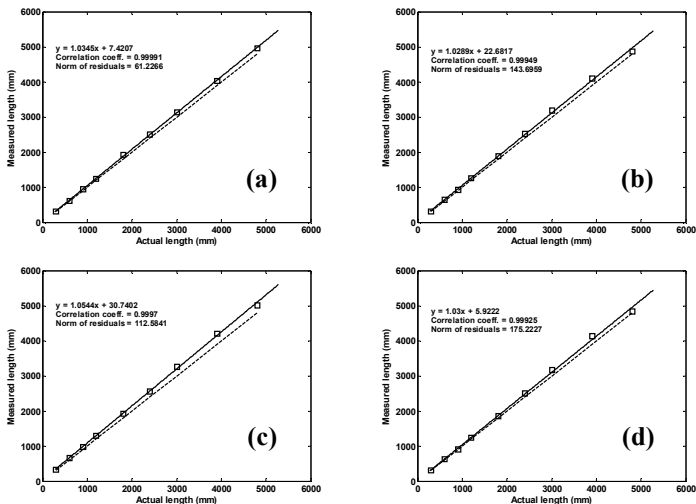 6000
5000
4000
3000
2000
1000
0
Measured length (mm)
y = 1.0345x + 7.4207
Correlation coeff. = 0.99991
Norm of residuals = 61.2266
(a)
0 1000 2000 3000 4000 5000 6000
Actual length (mm)
6000
5000
4000
3000
2000
1000
0
Measured length (mm)
y = 1.0289x + 22.6817
Correlation coeff. = 0.99949
Norm of residuals = 143.6959
(b)
0 1000 2000 3000 4000 5000 6000
Actual length (mm)
6000
5000
4000
3000
2000
1000
0
Measured length (mm)
y = 1.0544x + 30.7402
Correlation coeff. = 0.9997
Norm of residuals = 112.5841
(c)
0 1000 2000 3000 4000 5000 6000
Actual length (mm)
6000
5000
4000
3000
2000
1000
0
Measured length (mm)
y = 1.03x + 5.9222
Correlation coeff. = 0.99925
Norm of residuals = 175.2227
(d)
0 1000 2000 3000 4000 5000 6000
Actual length (mm)